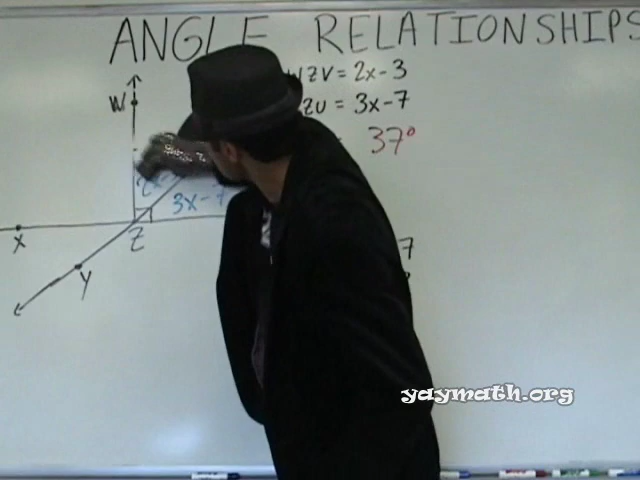 ANGLE RELATIONSHIPS
WZV = 2x - 3
ZU = 3x - 7
37°
W
2x
3x - 7
X
Z
Y
7
yaymath.org